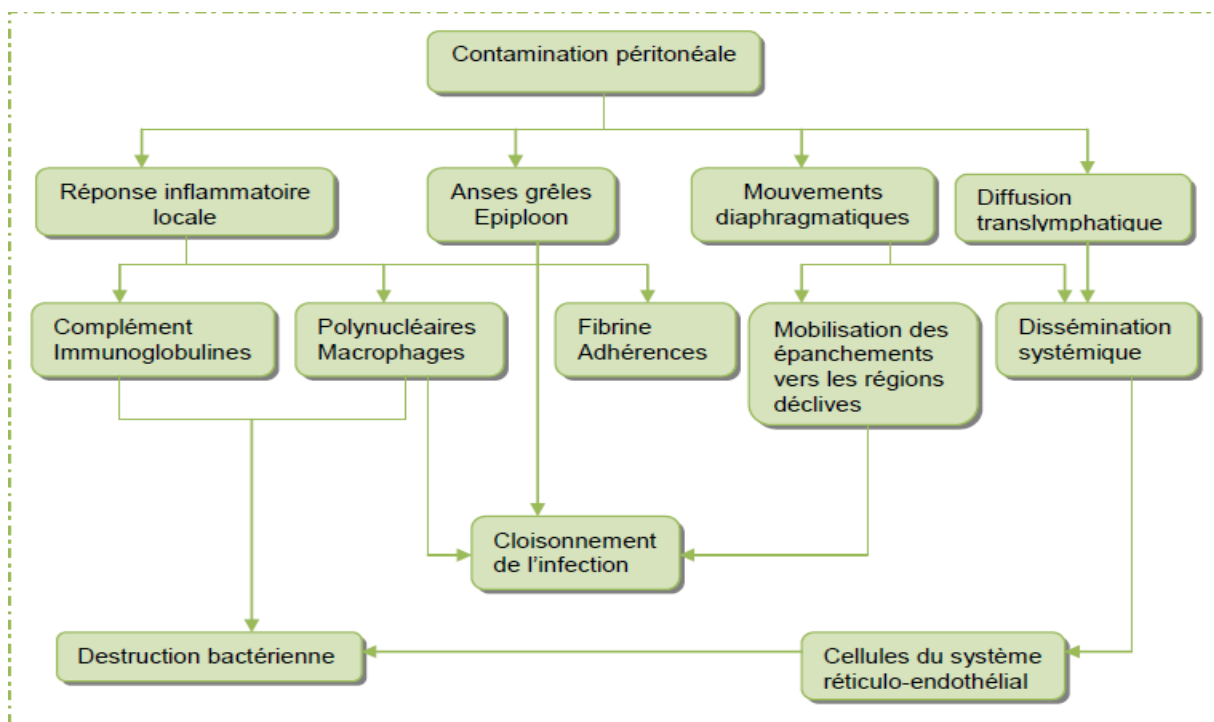 Contamination péritonéale
Réponse inflammatoire
locale
Anses grêles
Epiploon
Mouvements
diaphragmatiques
Diffusion
translymphatique
Complément
Immunoglobulines
Polynucléaires
Macrophages
Fibrine
Adhérences
Mobilisation des
épanchements
vers les régions
déclives
Dissémination
systémique
Cloisonnement
de l'infection
Destruction bactérienne
Cellules du système
réticulo-endothélial